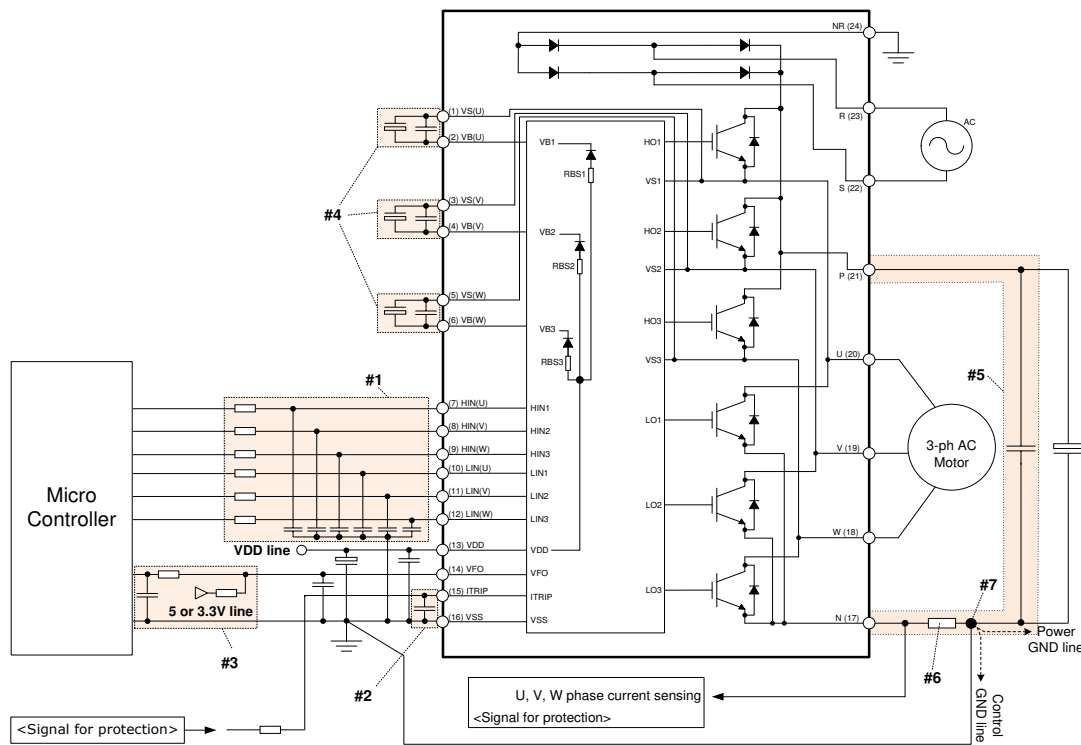 NR (24)
R (23)
AC
S (22)
P (21)
U (20)
V (19)
3-ph AC
Motor
W (18)
N (17)
(1) VS(U)
(2) VB(U)
(3) VS(V)
(4) VB(V)
(5) VS(W)
(6) VB(W)
#4
VB1
RBS1
VB2
RBS2
VB3
RBS3
HO1
VS1
HO2
VS2
HO3
VS3
LO1
LO2
LO3
#1
Micro
Controller
(7) HIN(U)
(8) HIN(V)
(9) HIN(W)
(10) LIN(U)
(11) LIN(V)
(12) LIN(W)
(13) VDD
(14) VFO
(15) ITRIP
(16) VSS
HIN1
HIN2
HIN3
LIN1
LIN2
LIN3
VDD
VFO
ITRIP
VSS
VDD line
5 or 3.3V line
#3
#2
#5
#7
#6
Power
GND line
Control
GND line
U, V, W phase current sensing
<Signal for protection>
<Signal for protection>